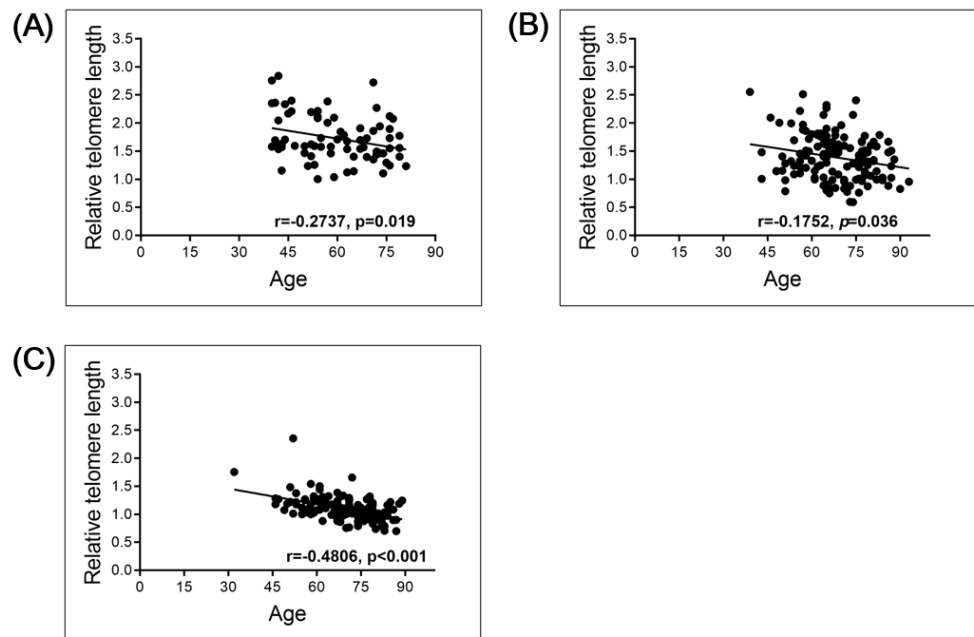 (A)
Relative telomere length
3.5
3.0
2.5
2.0
1.5
1.0
0.5
0.0
r=-0.2737, p=0.019
0 15 30 45 60 75 90
Age
(B)
Relative telomere length
3.5
3.0
2.5
2.0
1.5
1.0
0.5
0.0
r=-0.1752, p=0.036
0 15 30 45 60 75 90
Age
(C)
Relative telomere length
3.5
3.0
2.5
2.0
1.5
1.0
0.5
0.0
r=-0.4806, p<0.001
0 15 30 45 60 75 90
Age